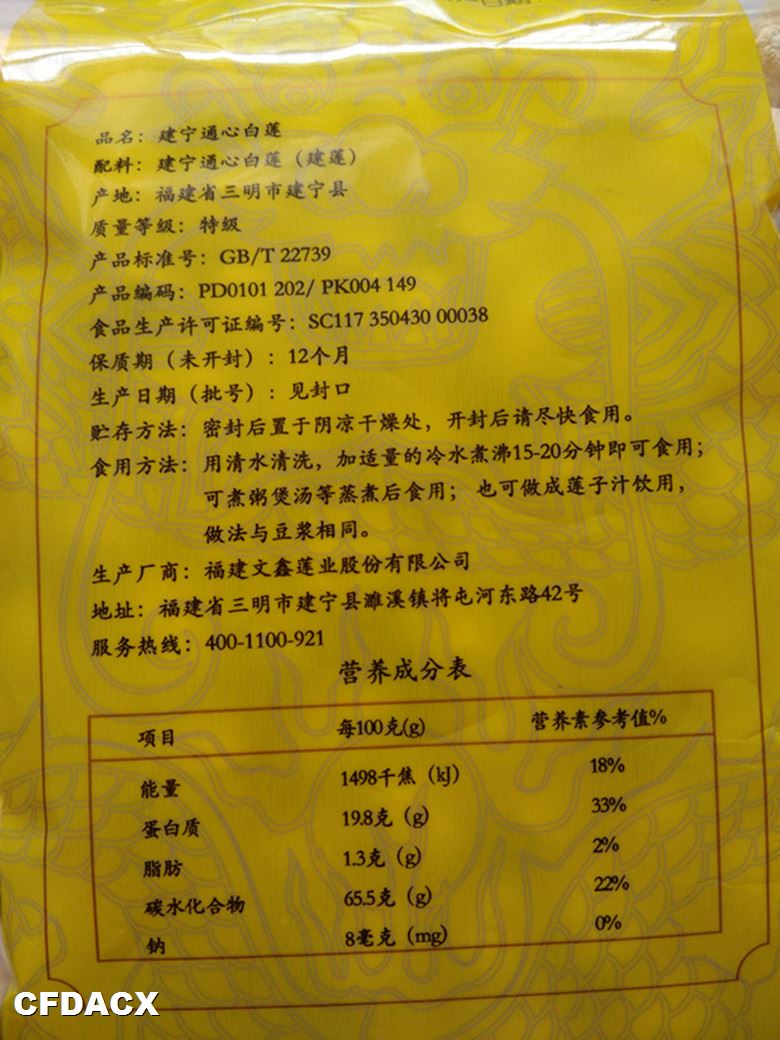 品名：建宁通心白莲
配料：建宁通心白莲（建莲）
产地：福建省三明市建宁县
质量等级：特级
产品标准号：GB/T 22739
产品编码：PD0101 202/ PK004 149
食品生产许可证编号：SC117 350430 00038
保质期（未开封）：12个月
生产日期（批号）：见封口
贮存方法：密封后置于阴凉干燥处，开封后请尽快食用。
食用方法：用清水清洗，加适量的冷水煮沸15-20分钟即可食用；
可煮粥煲汤等蒸煮后食用； 也可做成莲子汁饮用，
做法与豆浆相同。
生产厂商：福建文鑫莲业股份有限公司
地址：福建省三明市建宁县濉溪镇将屯河东路42号
服务热线：400-1100-921
营养成分表
项目 每100克(g) 营养素参考值%
能量 1498千焦（kJ） 18%
蛋白质 19.8克（g） 33%
脂肪 1.3克（g） 2%
碳水化合物 65.5克（g） 22%
钠 8毫克（mg） 0%
CFDACX